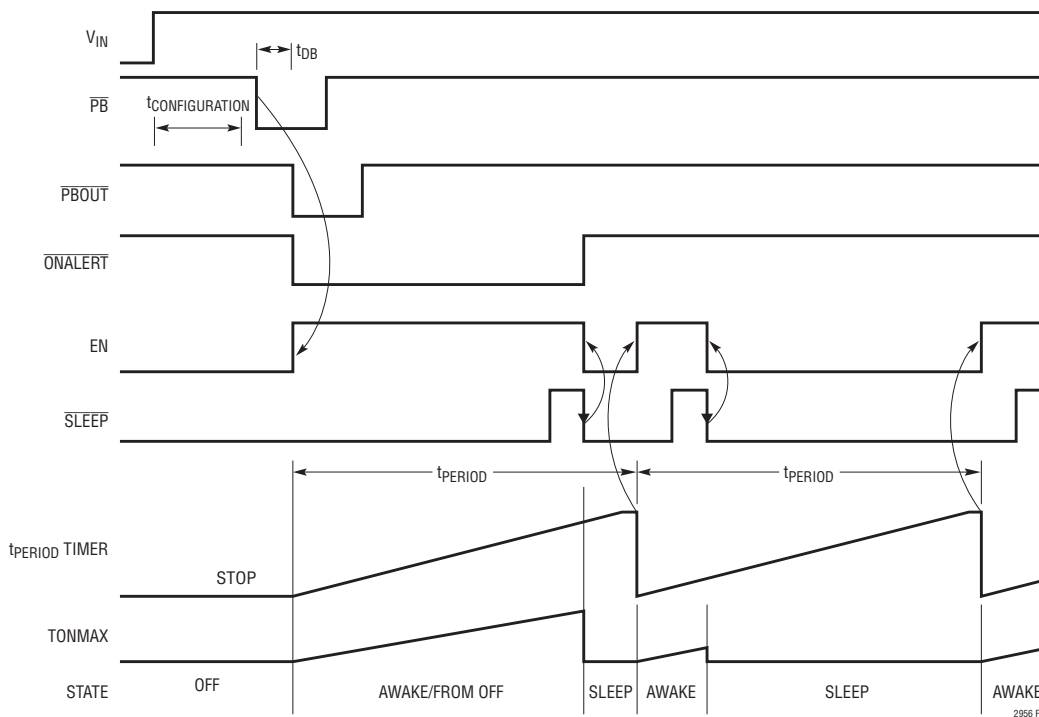 VIN
tDB
PB
tCONFIGURATION
PBOUT
ONALERT
EN
SLEEP
tPERIOD tPERIOD
tPERIOD TIMER
STOP
TONMAX
STATE OFF AWAKE/FROM OFF SLEEP AWAKE SLEEP AWAKE
2956 F